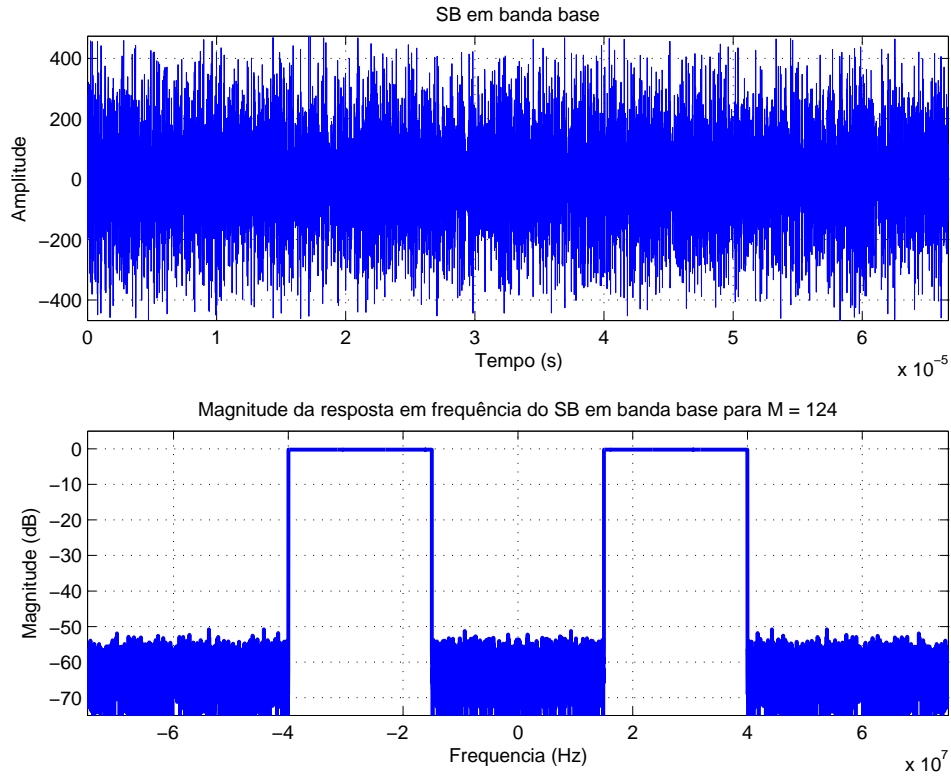 SB em banda base
400
200
0
−200
−400
Amplitude
0 1 2 3 4 5 6
x 10−5
Tempo (s)
Magnitude da resposta em frequência do SB em banda base para M = 124
0
−10
−20
−30
−40
−50
−60
−70
Magnitude (dB)
−6 −4 −2 0 2 4 6
x 10 7
Frequencia (Hz)